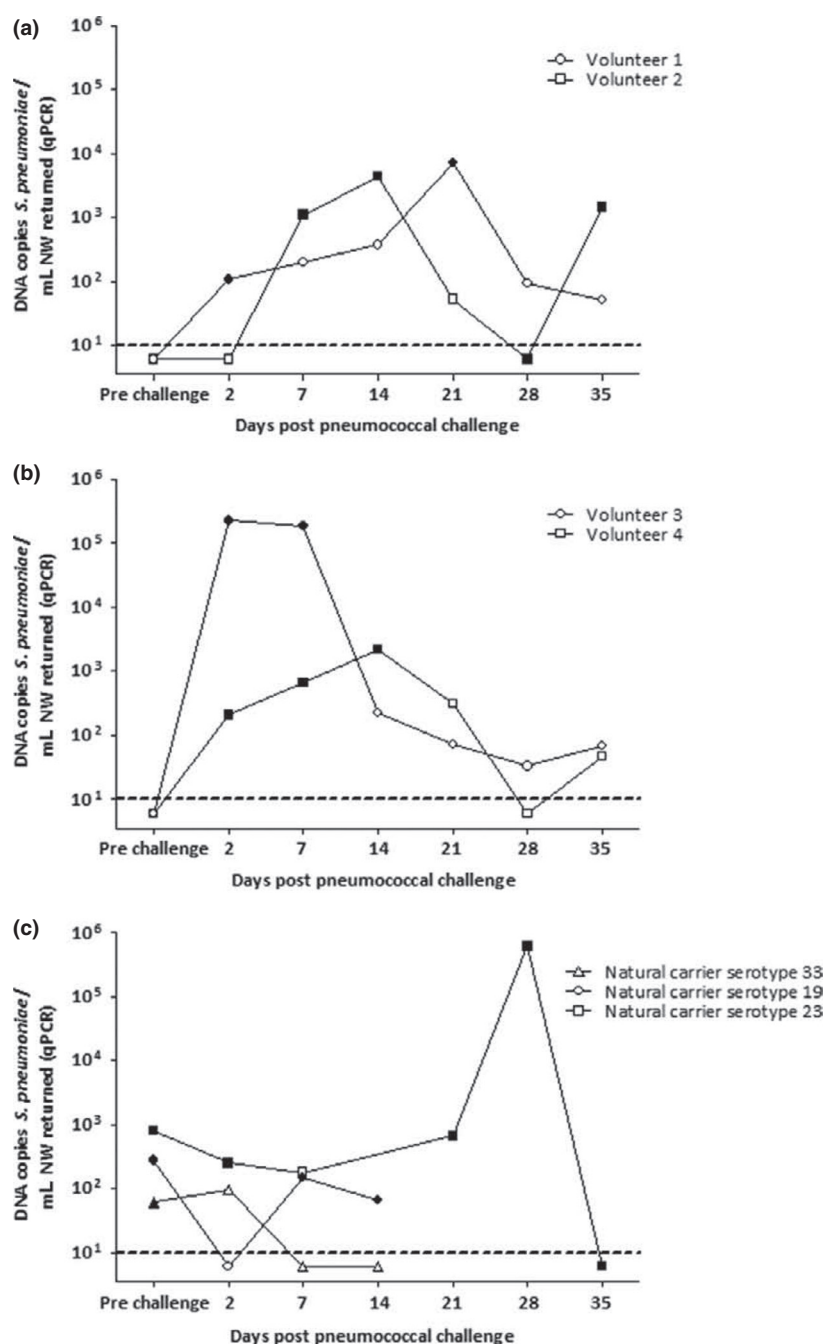 (a)
10⁶
10⁵
10⁴
10³
10²
10¹
DNA copies S. pneumoniae/
mL NW returned (qPCR)
Volunteer 1
Volunteer 2
Pre challenge 2 7 14 21 28 35
Days post pneumococcal challenge
(b)
10⁶
10⁵
10⁴
10³
10²
10¹
DNA copies S. pneumoniae/
mL NW returned (qPCR)
Volunteer 3
Volunteer 4
Pre challenge 2 7 14 21 28 35
Days post pneumococcal challenge
(c)
10⁶
10⁵
10⁴
10³
10²
10¹
DNA copies S. pneumoniae/
mL NW returned (qPCR)
Natural carrier serotype 33
Natural carrier serotype 19
Natural carrier serotype 23
Pre challenge 2 7 14 21 28 35
Days post pneumococcal challenge